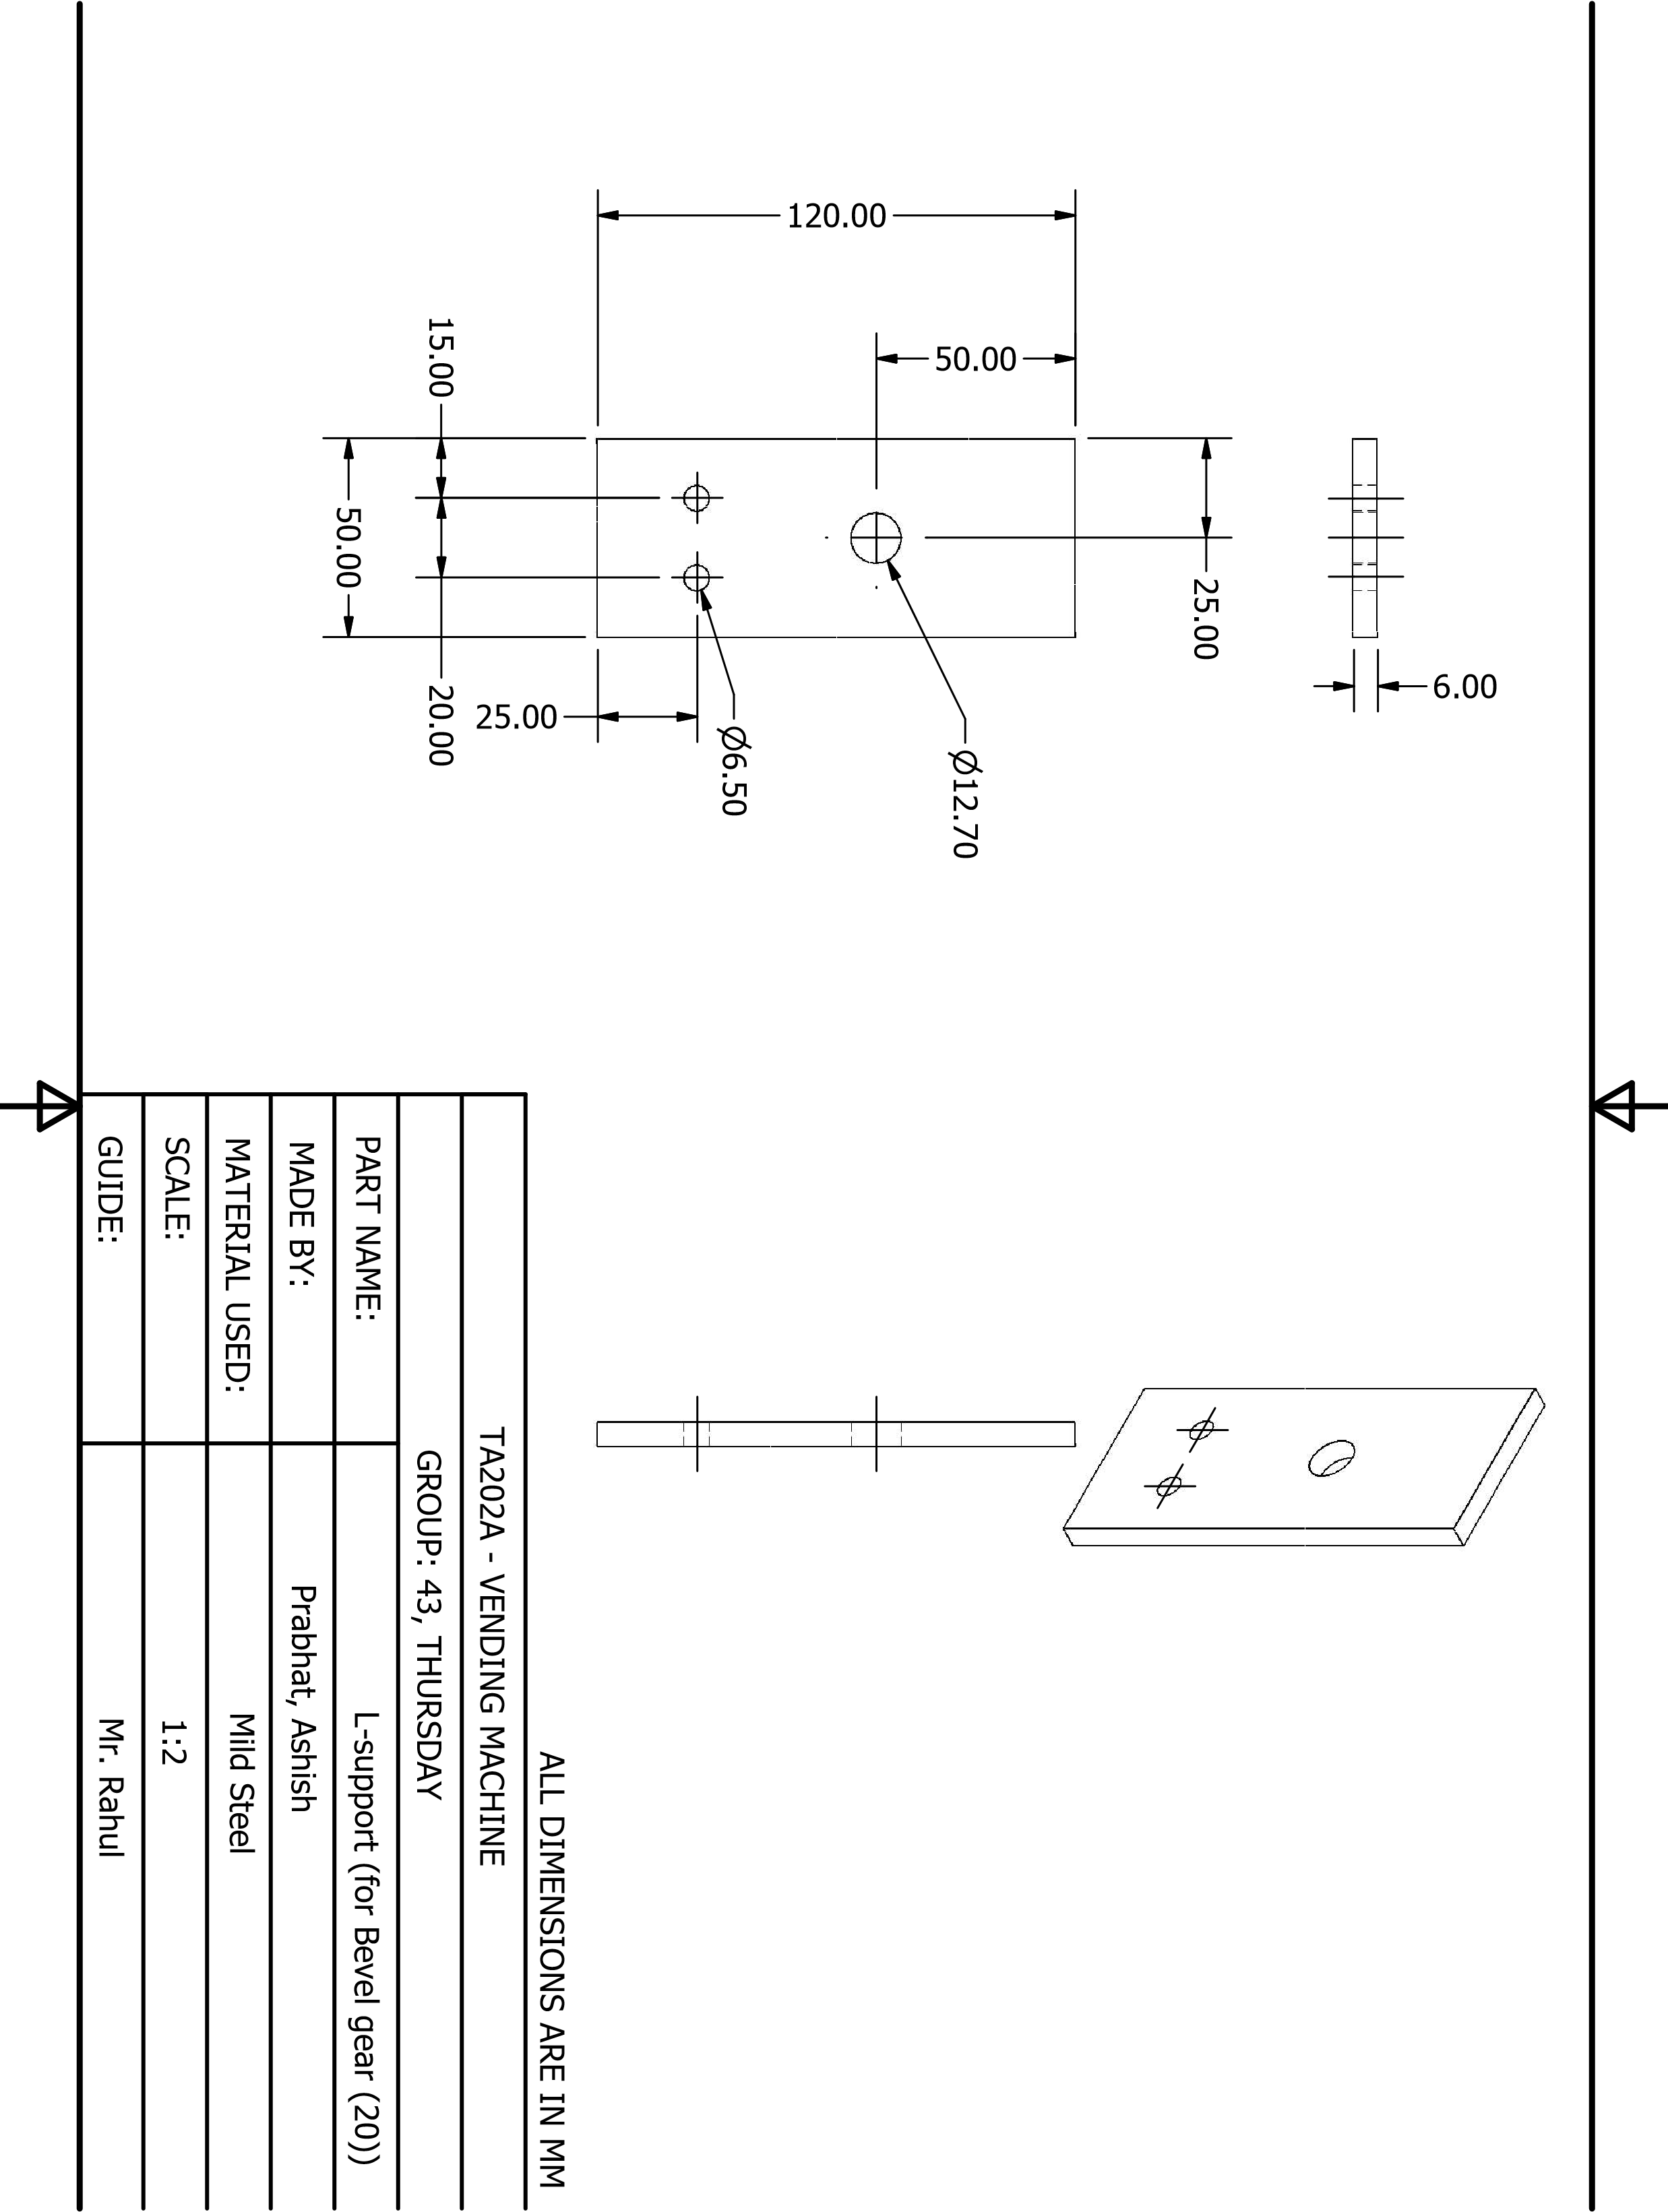 6.00
25.00
50.00
120.00
Ø12.70
Ø6.50
25.00
15.00
20.00
50.00
ALL DIMENSIONS ARE IN MM
TA202A - VENDING MACHINE
GROUP: 43, THURSDAY
PART NAME: L-support (for Bevel gear (20))
MADE BY: Prabhat, Ashish
MATERIAL USED: Mild Steel
SCALE: 1:2
GUIDE: Mr. Rahul